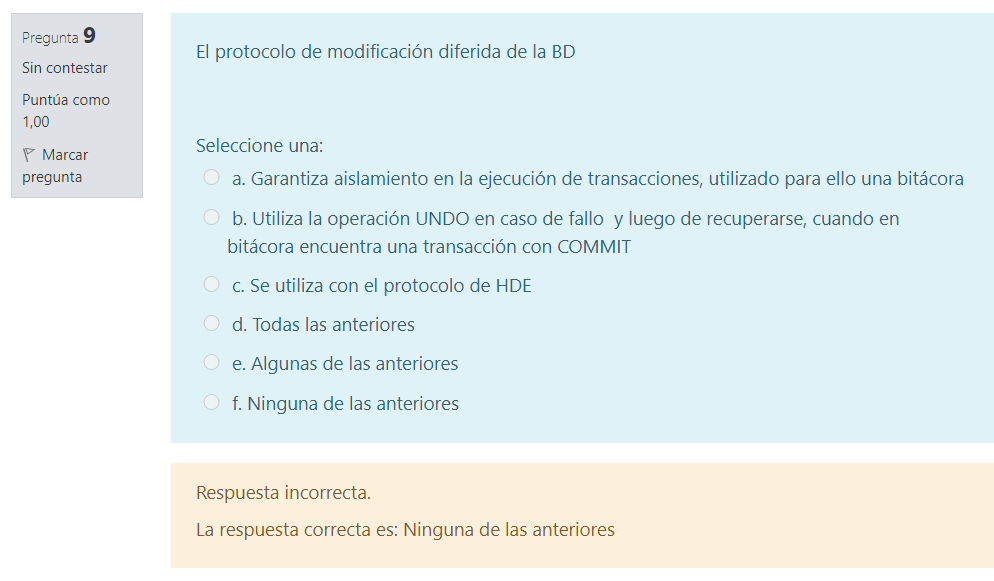 Pregunta 9
Sin contestar
Puntúa como
1,00
Marcar
pregunta
El protocolo de modificación diferida de la BD
Seleccione una:
a. Garantiza aislamiento en la ejecución de transacciones, utilizado para ello una bitácora
b. Utiliza la operación UNDO en caso de fallo y luego de recuperarse, cuando en
bitácora encuentra una transacción con COMMIT
c. Se utiliza con el protocolo de HDE
d. Todas las anteriores
e. Algunas de las anteriores
f. Ninguna de las anteriores
Respuesta incorrecta.
La respuesta correcta es: Ninguna de las anteriores